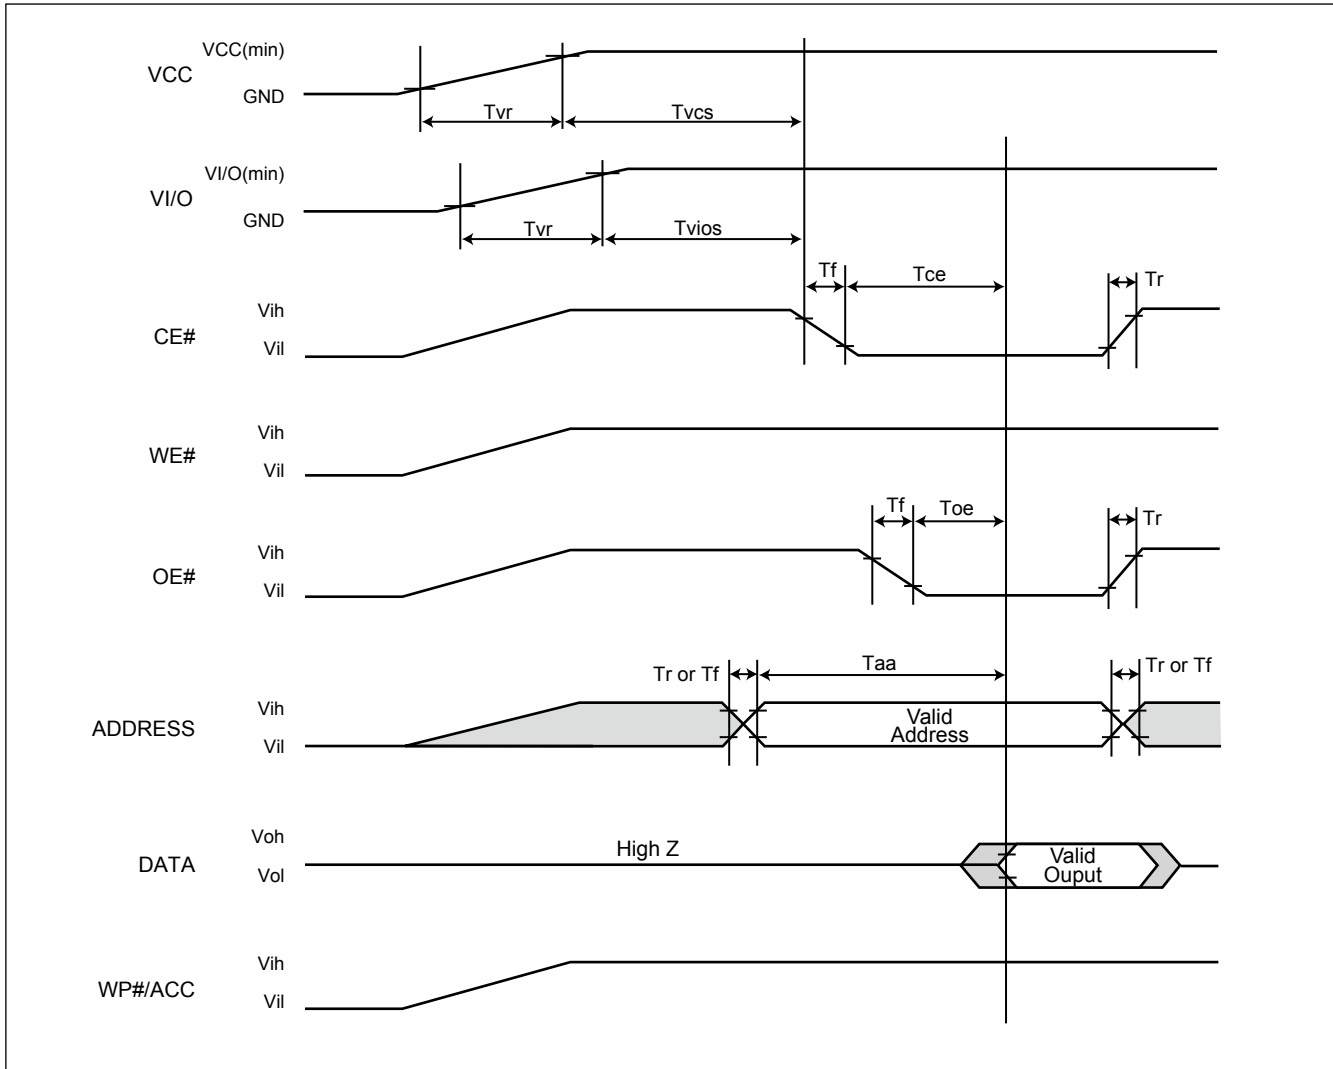 VCC(min)
VCC
GND
Tvr
Tvcs
VI/O(min)
VI/O
GND
Tvr
Tvios
Tf
Tce
Tr
Vih
CE#
Vil
Vih
WE#
Vil
Tf
Toe
Tr
Vih
OE#
Vil
Tr or Tf
Taa
Tr or Tf
Vih
ADDRESS
Vil
Valid
Address
Voh
DATA
Vol
High Z
Valid
Ouput
Vih
WP#/ACC
Vil